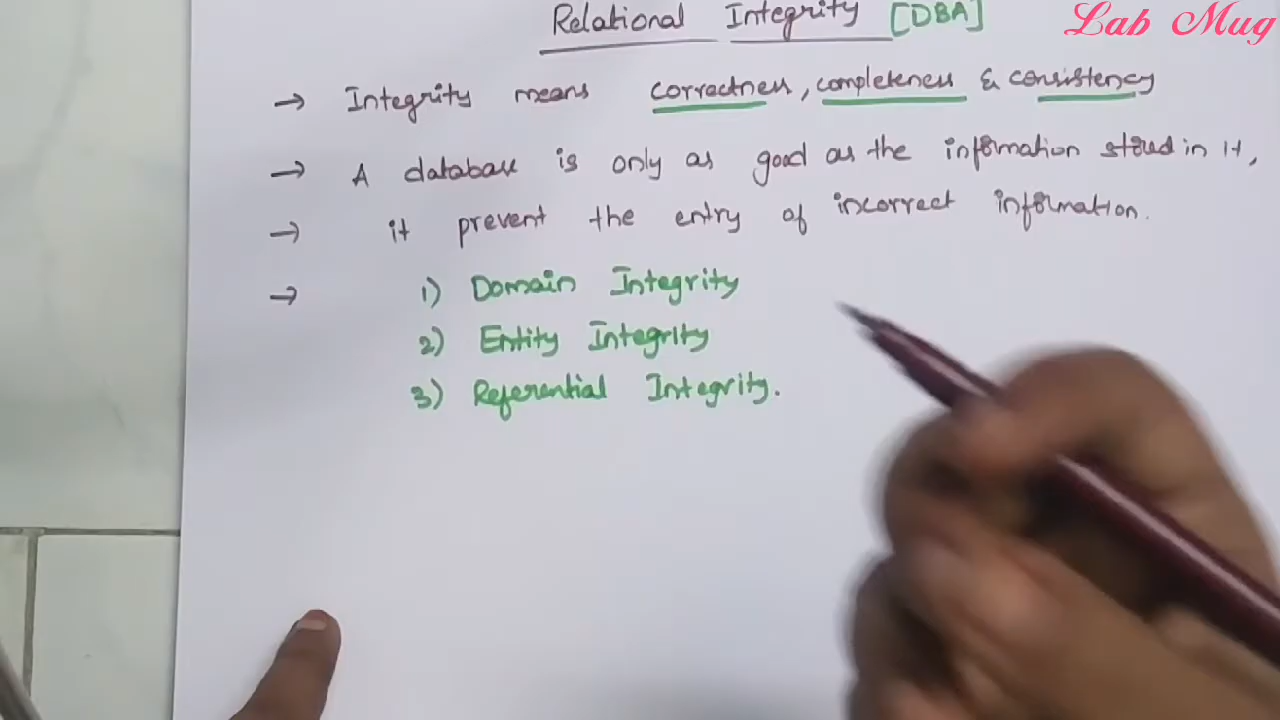 Relational Integrity [DBA]
Lab Mug
→ Integrity means correctness, completeness & consistency
→ A database is only as good as the information stored in it,
→ it prevent the entry of incorrect information.
→ 1) Domain Integrity
2) Entity Integrity
3) Referential Integrity.